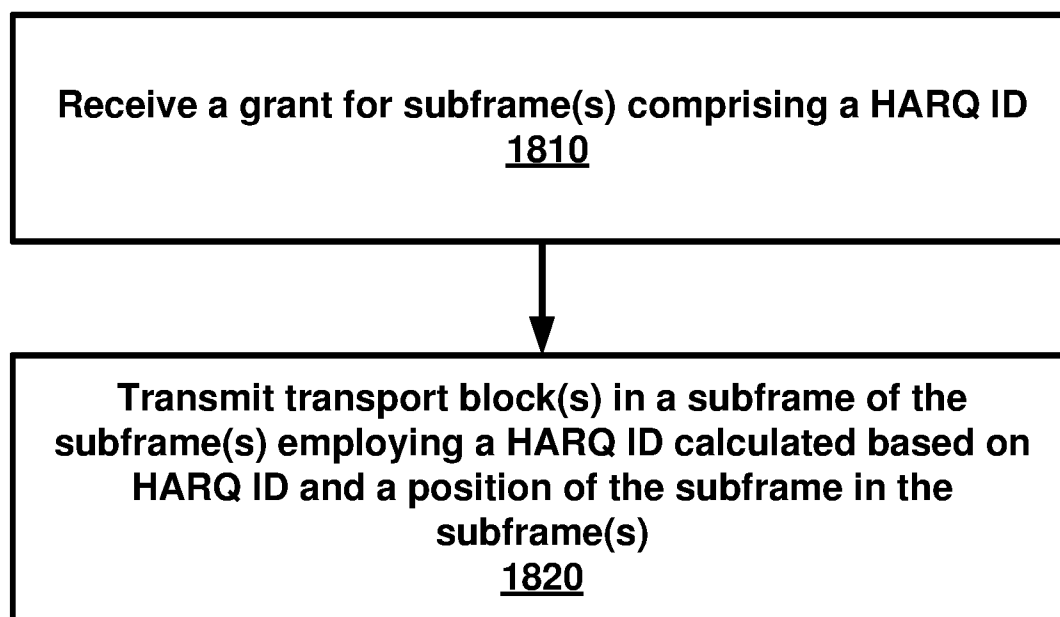 Receive a grant for subframe(s) comprising a HARQ ID
1810
Transmit transport block(s) in a subframe of the
subframe(s) employing a HARQ ID calculated based on
HARQ ID and a position of the subframe in the
subframe(s)
1820